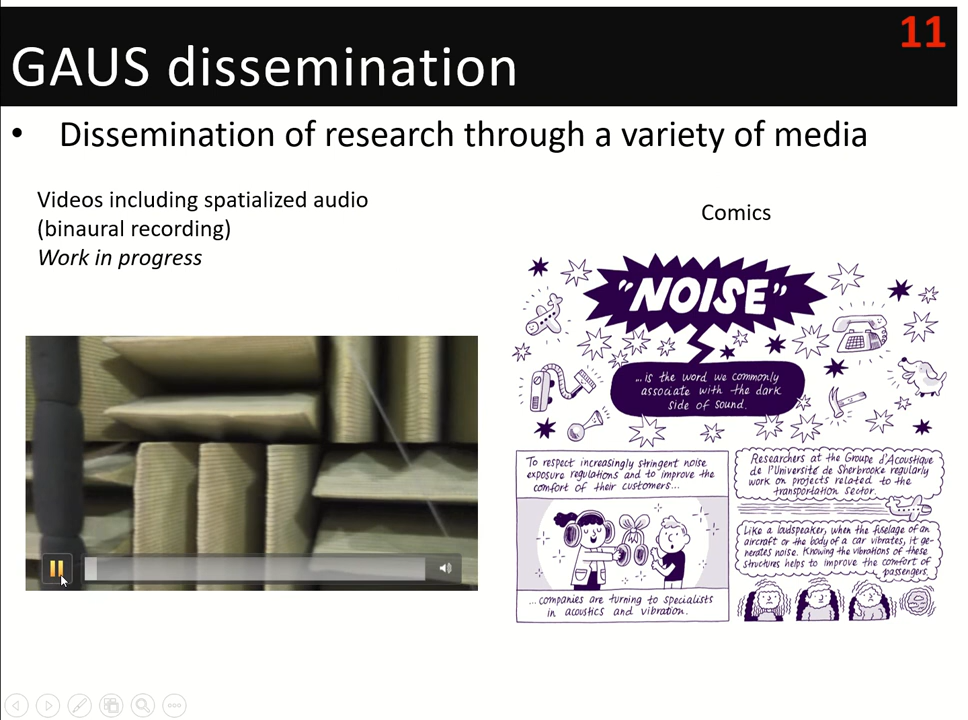 11
GAUS dissemination
• Dissemination of research through a variety of media
Videos including spatialized audio
(binaural recording)
Work in progress
Comics
"NOISE"
...is the word we commonly
associate with the dark
side of sound.
To respect increasingly stringent noise
exposure regulations and to improve the
comfort of their customers...
...companies are turning to specialists
in acoustics and vibration.
Researchers at the Groupe d'Acoustique
de l'Université de Sherbrooke regularly
work on projects related to the
transportation sector.
Like a loudspeaker, when the fuselage of an
aircraft or the body of a car vibrates, it ge-
nerates noise. Knowing the vibrations of these
structures helps to improve the comfort of
passengers.